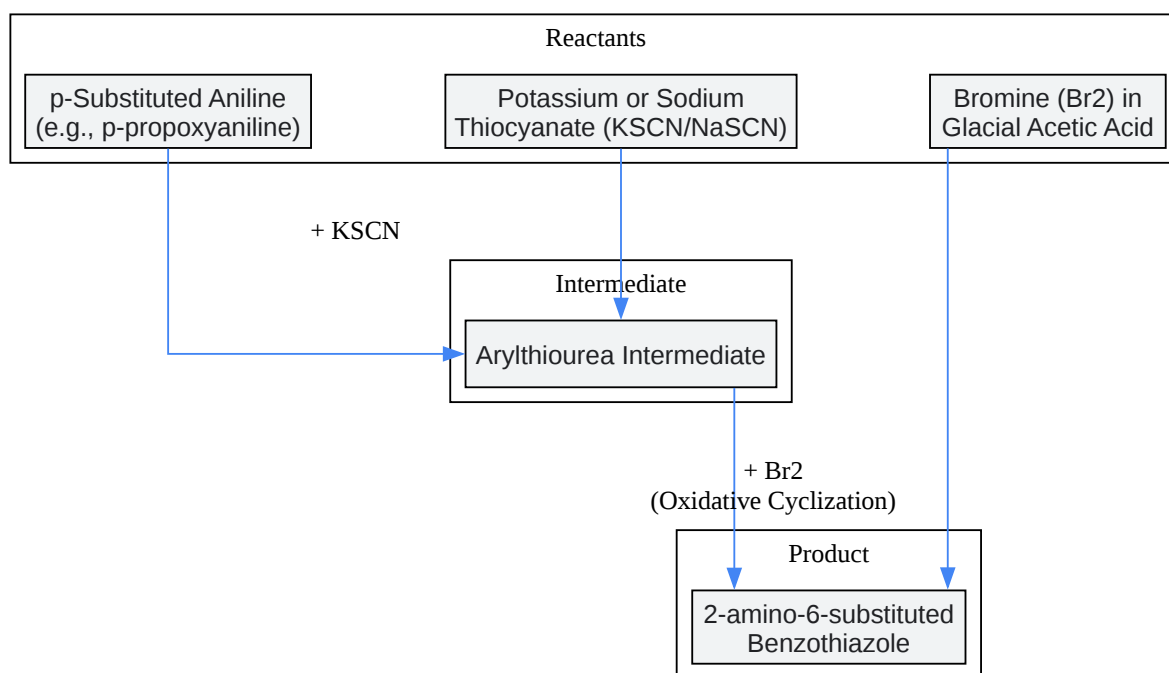 Reactants
p-Substituted Aniline
(e.g., p-propoxyaniline)
Potassium or Sodium
Thiocyanate (KSCN/NaSCN)
Bromine (Br2) in
Glacial Acetic Acid
+ KSCN
Intermediate
Arylthiourea Intermediate
+ Br2
(Oxidative Cyclization)
Product
2-amino-6-substituted
Benzothiazole